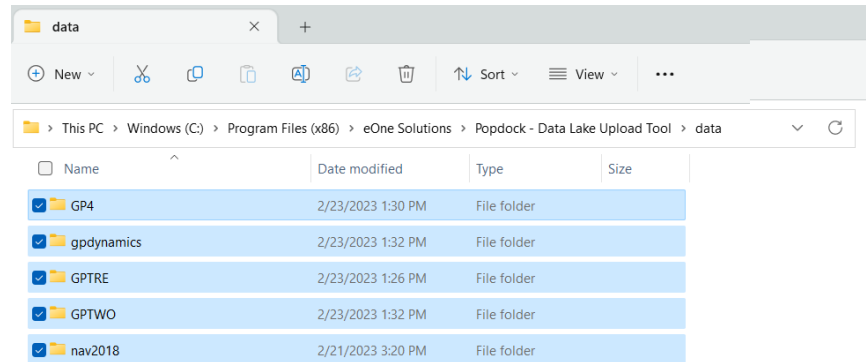 data
New Sort View
This PC > Windows (C:) > Program Files (x86) > eOne Solutions > Popdock - Data Lake Upload Tool > data
Name Date modified Type Size
GP4 2/23/2023 1:30 PM File folder
gpdynamics 2/23/2023 1:32 PM File folder
GPTRE 2/23/2023 1:26 PM File folder
GPTWO 2/23/2023 1:32 PM File folder
nav2018 2/21/2023 3:20 PM File folder